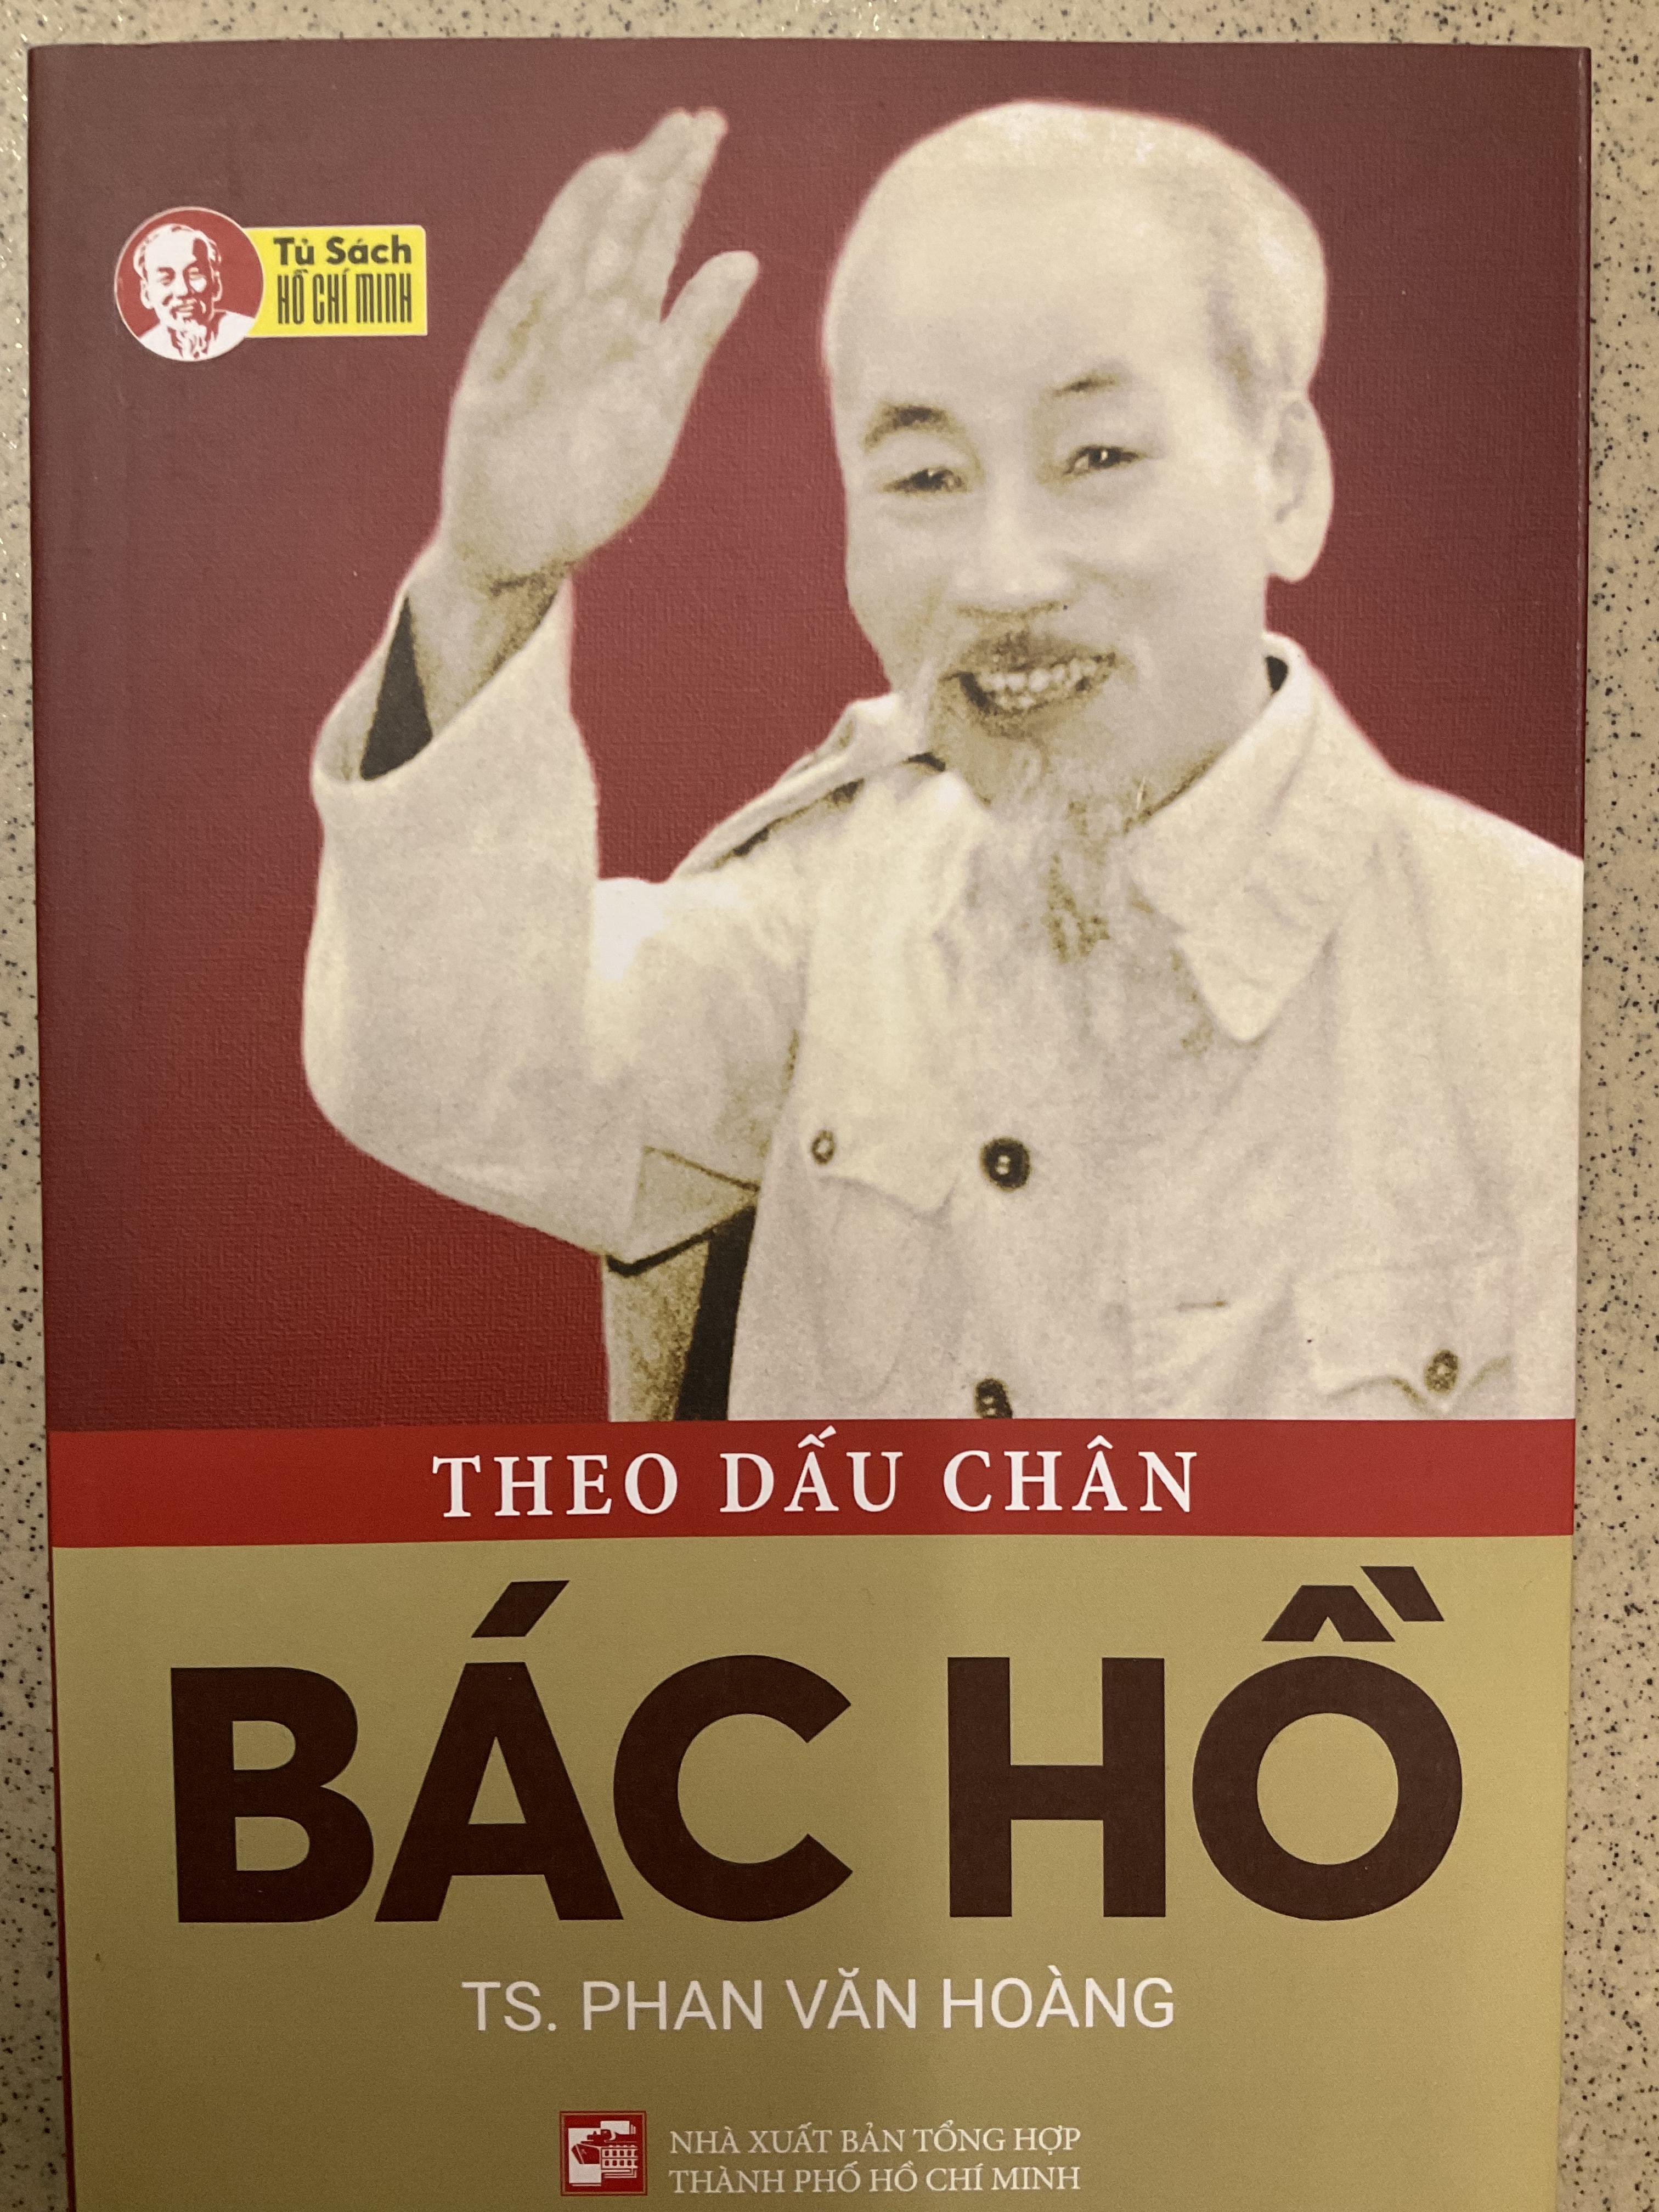 Tủ Sách
HỒ CHÍ MINH
THEO DẤU CHÂN
BÁC HỒ
TS. PHAN VĂN HOÀNG
NHÀ XUẤT BẢN TỔNG HỢP
THÀNH PHỐ HỒ CHÍ MINH